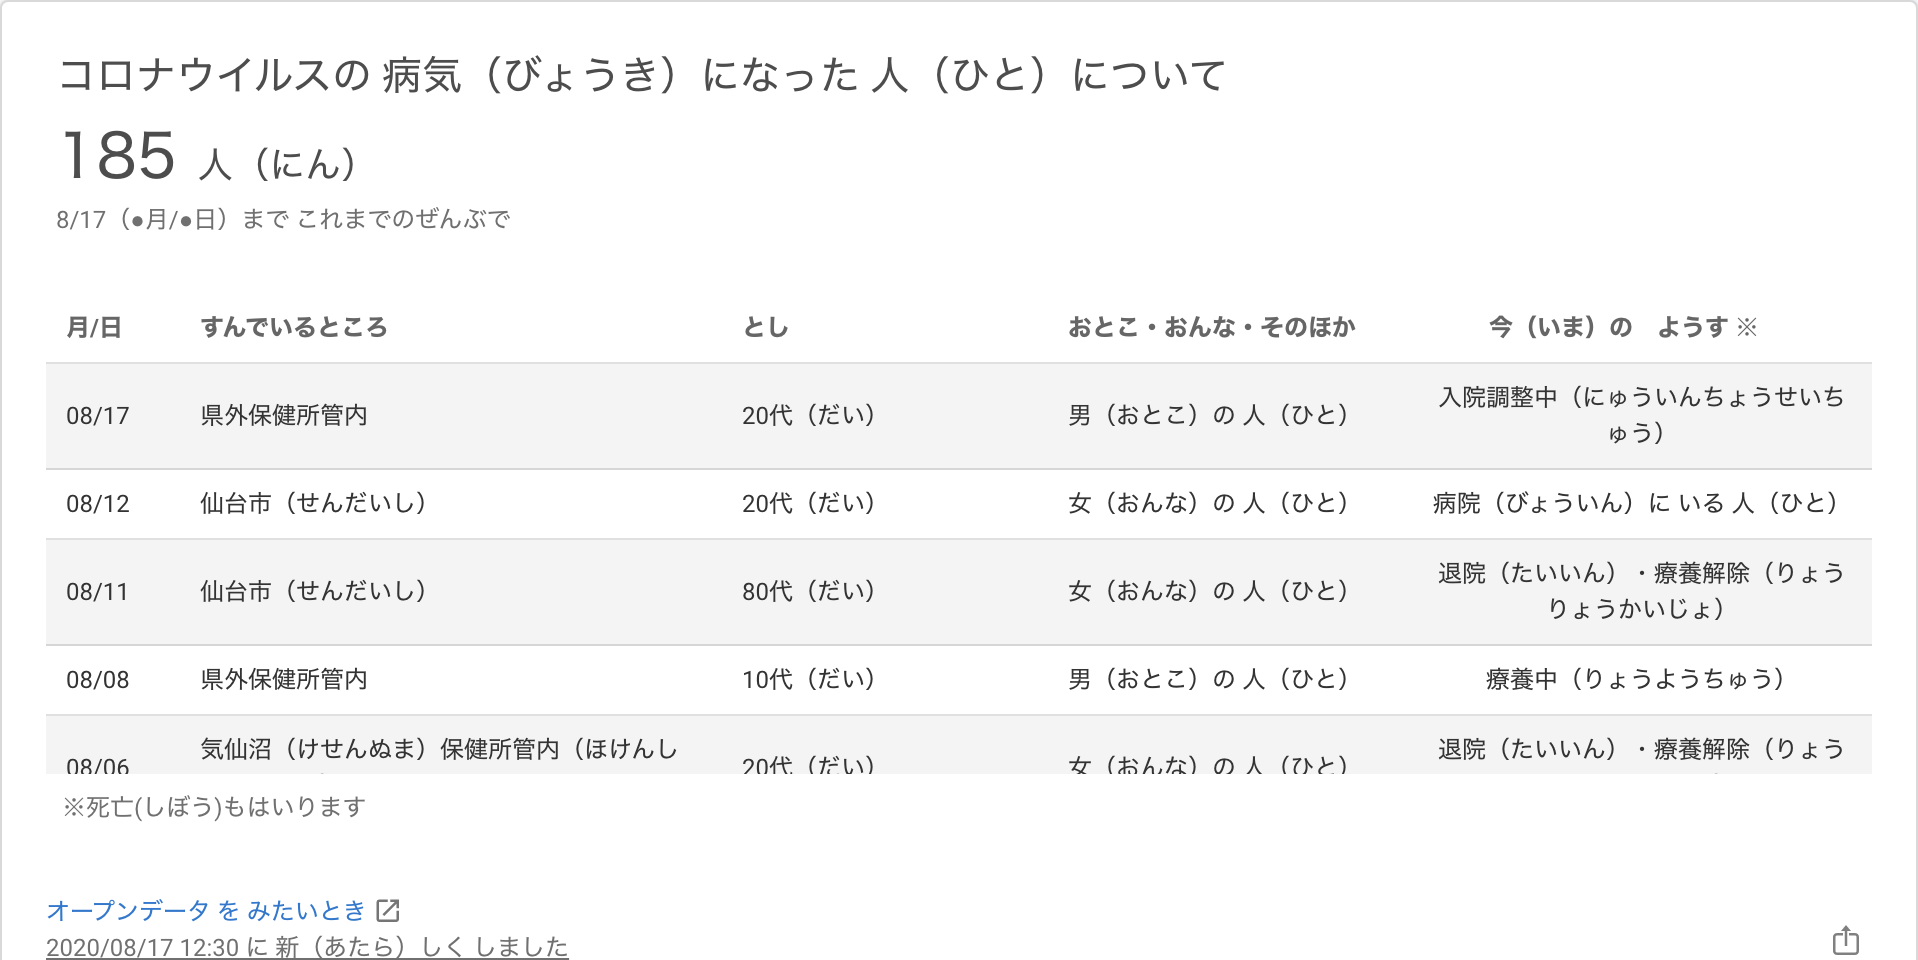 コロナウイルスの 病気（びょうき）になった 人（ひと）について
185 人（にん）
8/17（●月/●日）まで これまでのぜんぶで
月/日 すんでいるところ とし おとこ・おんな・そのほか 今（いま）の　ようす ※
08/17 県外保健所管内 20代（だい） 男（おとこ）の 人（ひと） 入院調整中（にゅういんちょうせいち
ゅう）
08/12 仙台市（せんだいし） 20代（だい） 女（おんな）の 人（ひと） 病院（びょういん）に いる 人（ひと）
08/11 仙台市（せんだいし） 80代（だい） 女（おんな）の 人（ひと） 退院（たいいん）・療養解除（りょう
りょうかいじょ）
08/08 県外保健所管内 10代（だい） 男（おとこ）の 人（ひと） 療養中（りょうようちゅう）
08/06 気仙沼（けせんぬま）保健所管内（ほけんし 20代（だい） 女（おんな）の 人（ひと） 退院（たいいん）・療養解除（りょう
※死亡(しぼう)もはいります
オープンデータ を みたいとき
2020/08/17 12:30 に 新（あたら）しく しました